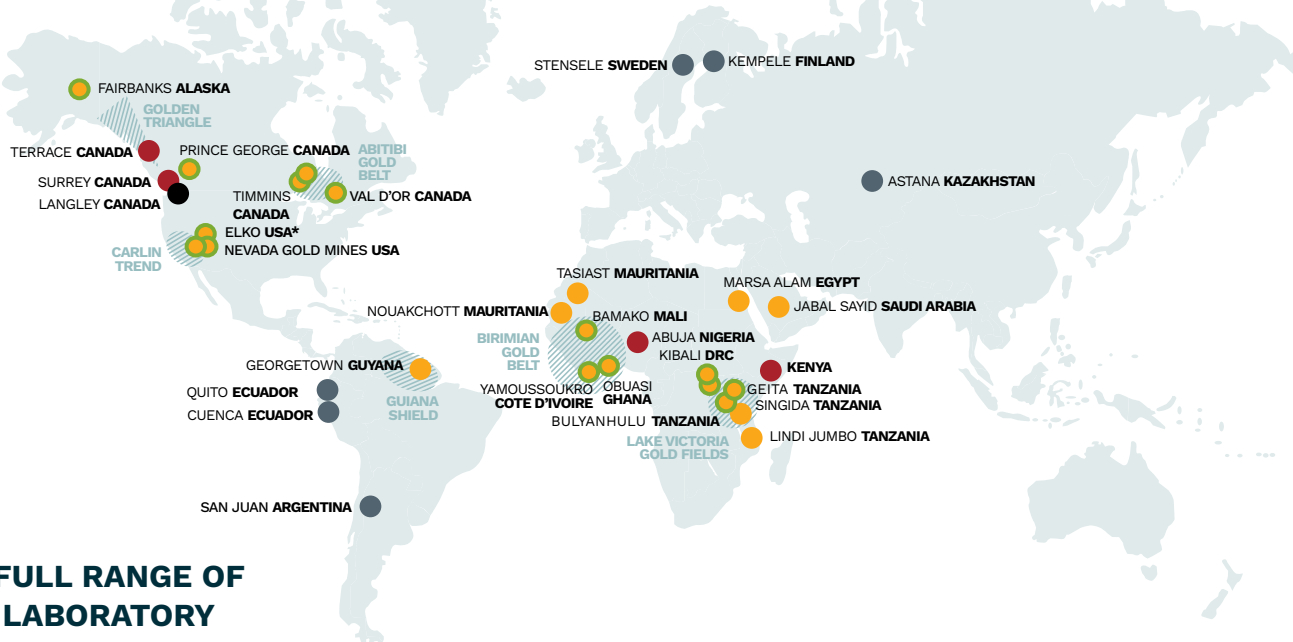 STENSELE SWEDEN
KEMPELE FINLAND
FAIRBANKS ALASKA
GOLDEN
TRIANGLE
TERRACE CANADA
PRINCE GEORGE CANADA
ABITIBI
GOLD
BELT
SURREY CANADA
LANGLEY CANADA
TIMMINS
CANADA
VAL D'OR CANADA
ASTANA KAZAKHSTAN
ELKO USA*
NEVADA GOLD MINES USA
CARLIN
TREND
TASIAST MAURITANIA
MARSA ALAM EGYPT
NOUAKCHOTT MAURITANIA
JABAL SAYID SAUDI ARABIA
BAMAKO MALI
BIRIMIAN
GOLD
BELT
ABUJA NIGERIA
KIBALI DRC
GEORGETOWN GUYANA
KENYA
QUITO ECUADOR
GUIANA
SHIELD
YAMOUSSOUKRO
COTE D'IVOIRE
OBUASI
GHANA
GEITA TANZANIA
SINGIDA TANZANIA
CUENCA ECUADOR
BULYANHULU TANZANIA
LINDI JUMBO TANZANIA
LAKE VICTORIA
GOLD FIELDS
SAN JUAN ARGENTINA
FULL RANGE OF
LABORATORY